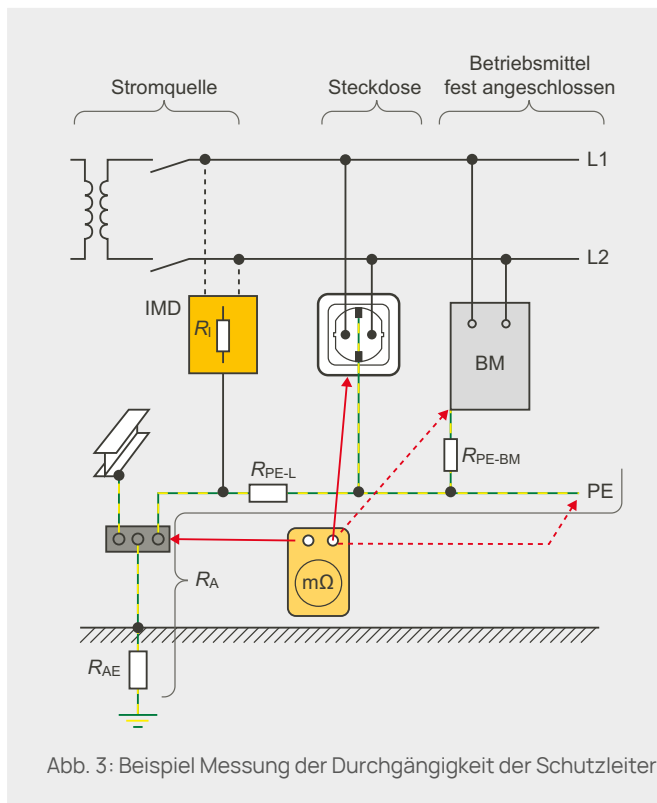 Betriebsmittel
Stromquelle Steckdose fest angeschlossen
L1
L2
IMD
RI
BM
RPE-BM
RPE-L
PE
mΩ
RA
RAE
Abb. 3: Beispiel Messung der Durchgängigkeit der Schutzleiter